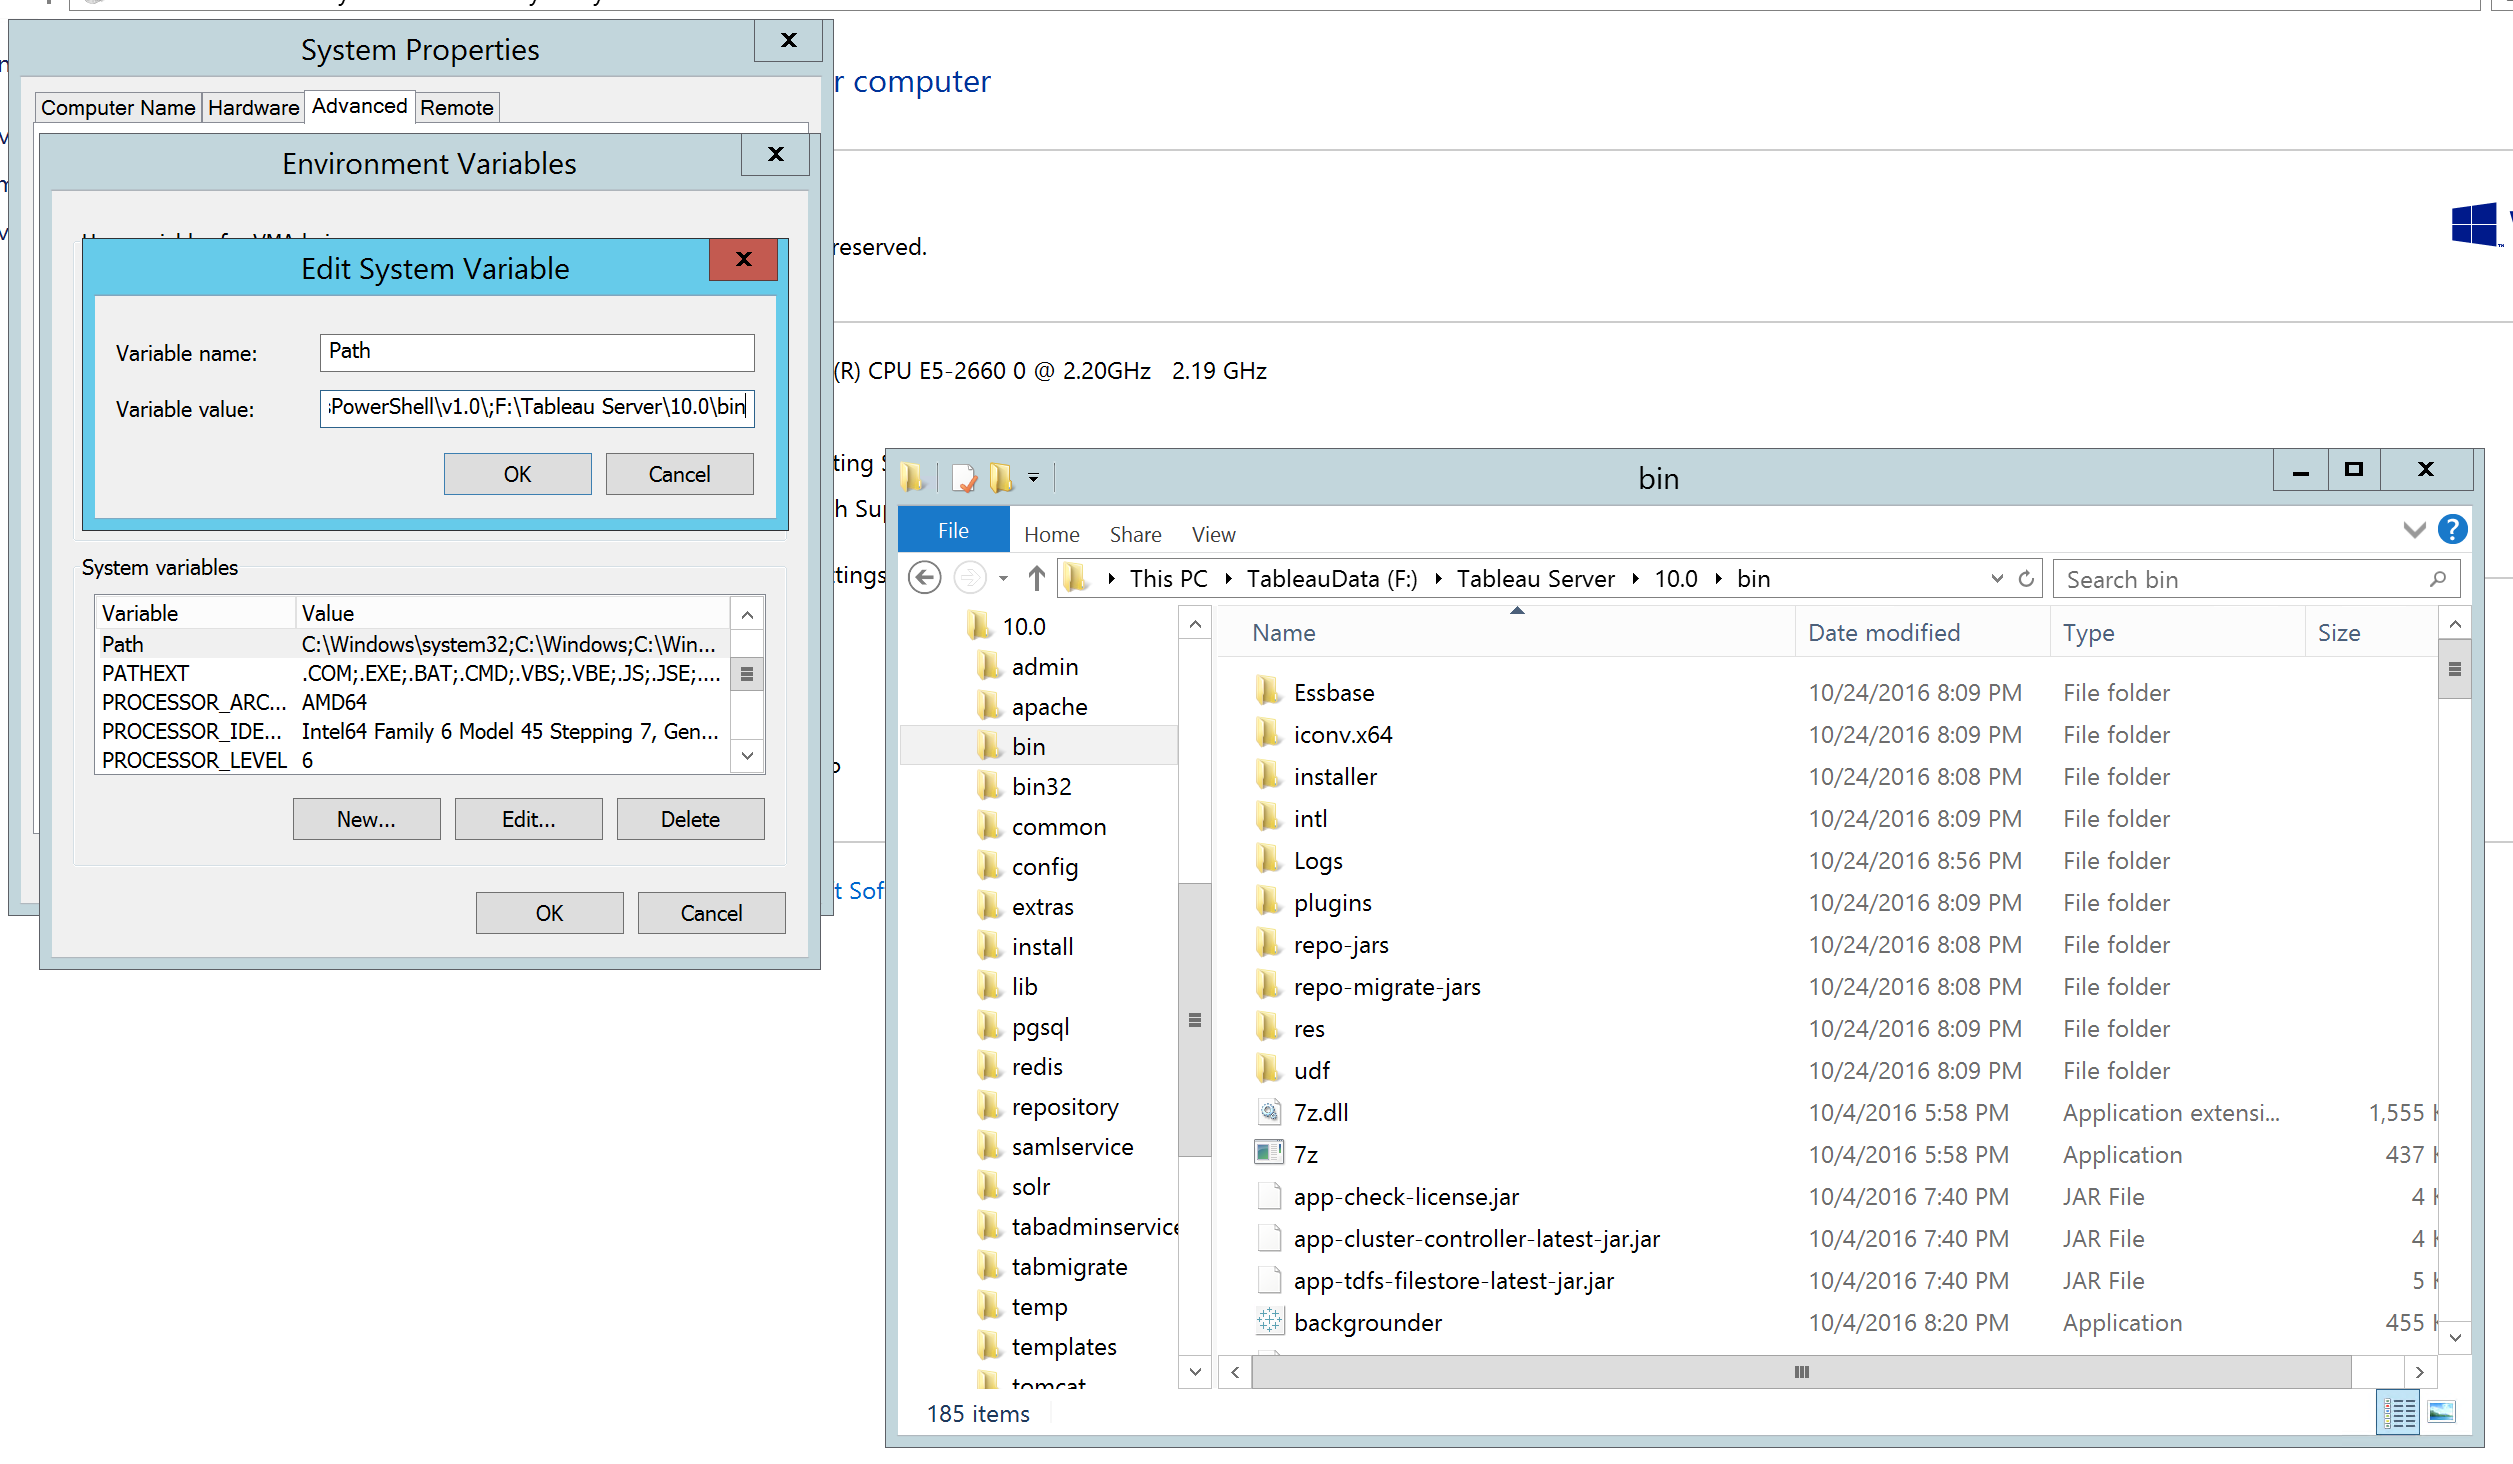 System Properties
x
Computer Name Hardware Advanced Remote
Environment Variables
x
Edit System Variable
x
Variable name: Path
Variable value: PowerShell\v1.0\;F:\Tableau Server\10.0\bin
OK Cancel
System variables
Variable Value
Path C:\Windows\system32;C:\Windows;C:\Win...
PATHEXT .COM;.EXE;.BAT;.CMD;.VBS;.VBE;.JS;.JSE;....
PROCESSOR_ARC... AMD64
PROCESSOR_IDE... Intel64 Family 6 Model 45 Stepping 7, Gen...
PROCESSOR_LEVEL 6
New... Edit... Delete
OK Cancel
r computer
reserved.
(R) CPU E5-2660 0 @ 2.20GHz 2.19 GHz
ting
h Sup
ttings
t Sof
bin
x
File Home Share View
?
This PC TableauData (F:) Tableau Server 10.0 bin
Search bin
10.0
admin
apache
bin
bin32
common
config
extras
install
lib
pgsql
redis
repository
samlservice
solr
tabadminservice
tabmigrate
temp
templates
tomcat
Name Date modified Type Size
Essbase 10/24/2016 8:09 PM File folder
iconv.x64 10/24/2016 8:09 PM File folder
installer 10/24/2016 8:08 PM File folder
intl 10/24/2016 8:09 PM File folder
Logs 10/24/2016 8:56 PM File folder
plugins 10/24/2016 8:09 PM File folder
repo-jars 10/24/2016 8:08 PM File folder
repo-migrate-jars 10/24/2016 8:08 PM File folder
res 10/24/2016 8:09 PM File folder
udf 10/24/2016 8:09 PM File folder
7z.dll 10/4/2016 5:58 PM Application extensi... 1,555 K
7z 10/4/2016 5:58 PM Application 437 K
app-check-license.jar 10/4/2016 7:40 PM JAR File 4 K
app-cluster-controller-latest-jar.jar 10/4/2016 7:40 PM JAR File 4 K
app-tdfs-filestore-latest-jar.jar 10/4/2016 7:40 PM JAR File 5 K
backgrounder 10/4/2016 8:20 PM Application 455 K
185 items